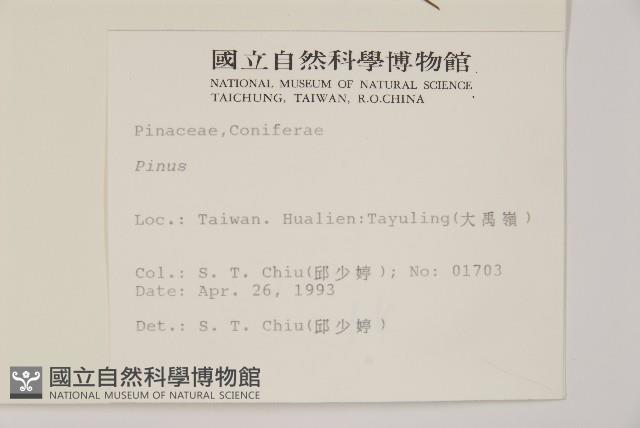 國立自然科學博物館
NATIONAL MUSEUM OF NATURAL SCIENCE
TAICHUNG, TAIWAN, R.O.CHINA
Pinaceae,Coniferae
Pinus
Loc.: Taiwan. Hualien:Tayuling(大禹嶺)
Col.: S. T. Chiu(邱少婷); No: 01703
Date: Apr. 26, 1993
Det.: S. T. Chiu(邱少婷)
國立自然科學博物館
NATIONAL MUSEUM OF NATURAL SCIENCE